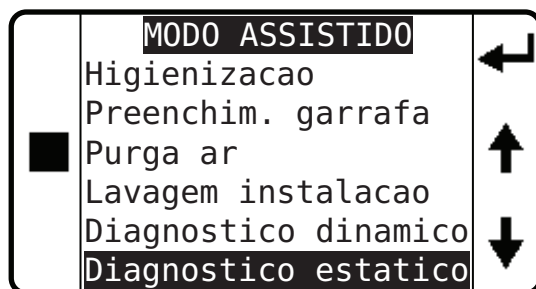 MODO ASSISTIDO
Higienizacao
Preenchim. garrafa
Purga ar
Lavagem instalacao
Diagnostico dinamico
Diagnostico estatico